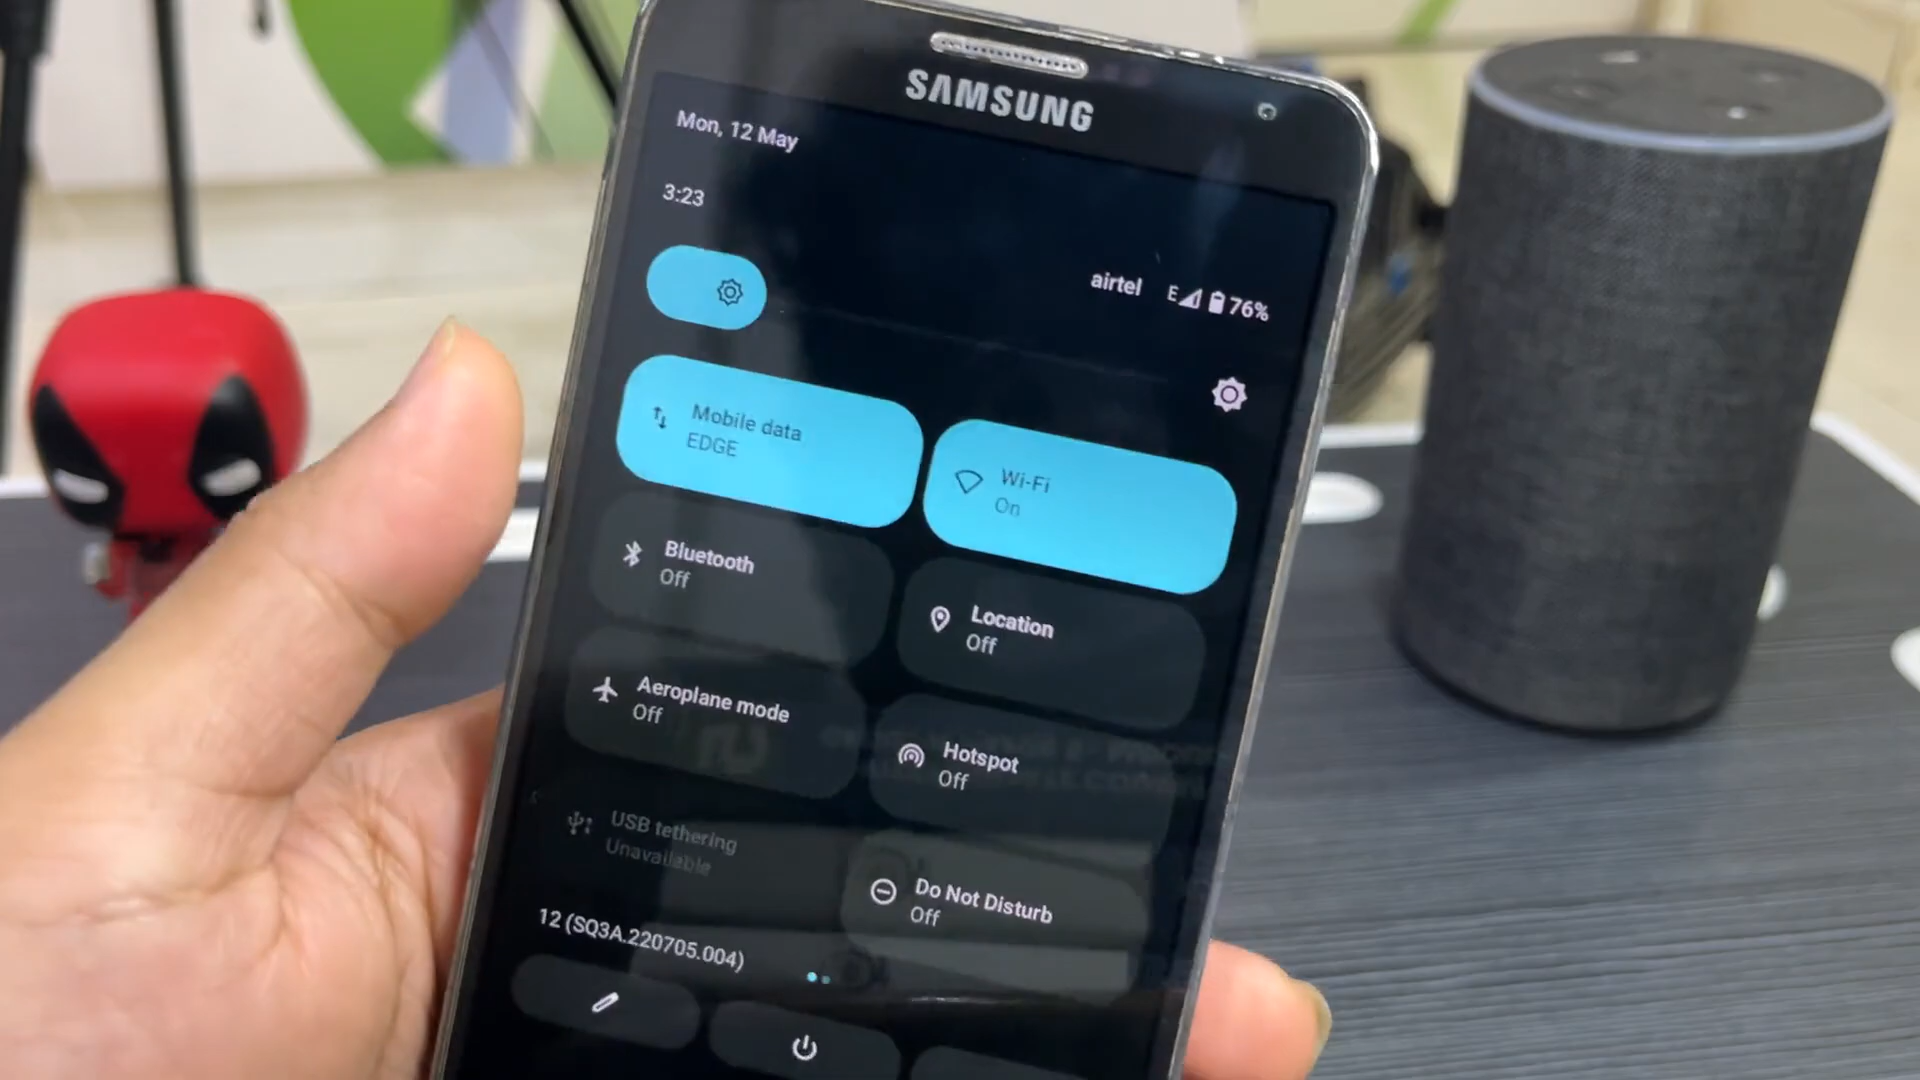 SAMSUNG
Mon, 12 May
3:23
airtel E 76%
Mobile data
EDGE
Wi-Fi
On
Bluetooth
Off
Location
Off
Aeroplane mode
Off
Hotspot
Off
USB tethering
Unavailable
Do Not Disturb
Off
12 (SQ3A.220705.004)